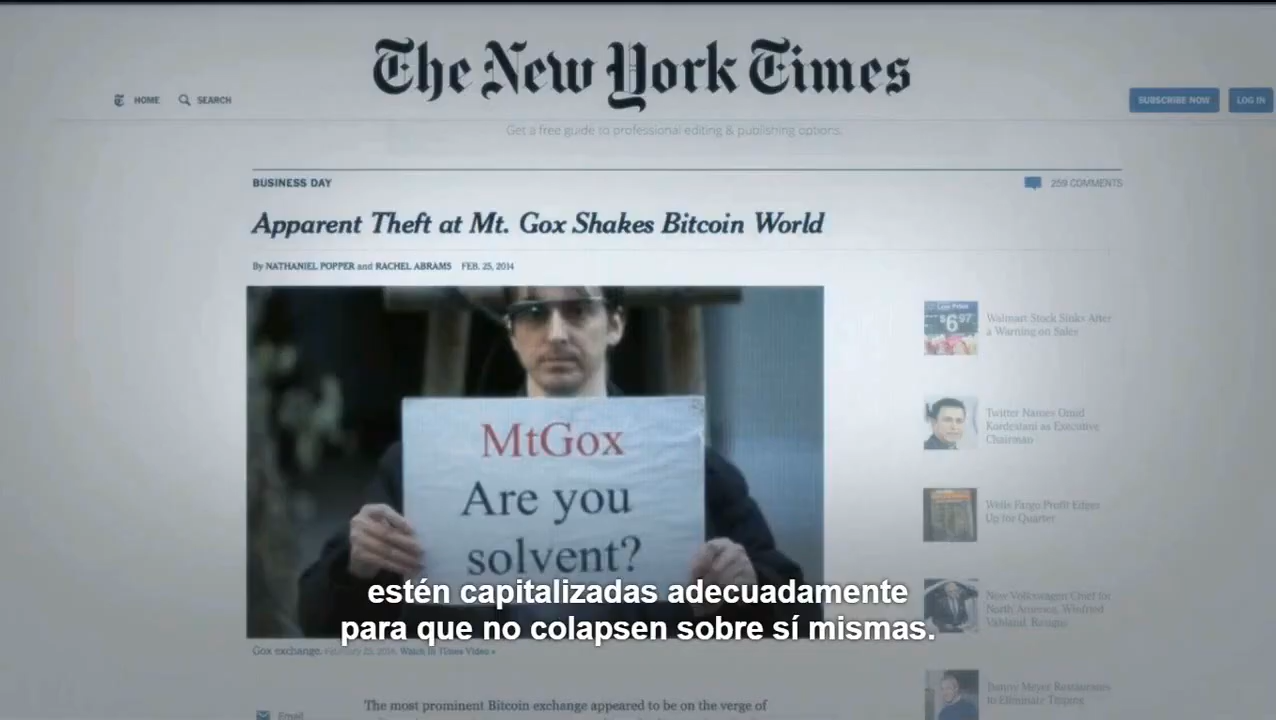 The New York Times
HOME
SEARCH
SUBSCRIBE NOW
LOG IN
Get a free guide to professional editing & publishing options.
BUSINESS DAY
259 COMMENTS
Apparent Theft at Mt. Gox Shakes Bitcoin World
By NATHANIEL POPPER and RACHEL ABRAMS FEB. 25, 2014
MtGox
Are you
solvent?
Low Price
$6.97
Walmart Stock Sinks After
a Warning on Sales
Twitter Names Omid
Kordestani as Executive
Chairman
Wells Fargo Profit Edges
Up for Quarter
New Volkswagen Chief for
North America, Winfried
Vahland, Resigns
Danny Meyer Restaurants
to Eliminate Tipping
estén capitalizadas adecuadamente
para que no colapsen sobre sí mismas.
Gox exchange. February 25, 2014. Watch in Times Video »
Email
The most prominent Bitcoin exchange appeared to be on the verge of